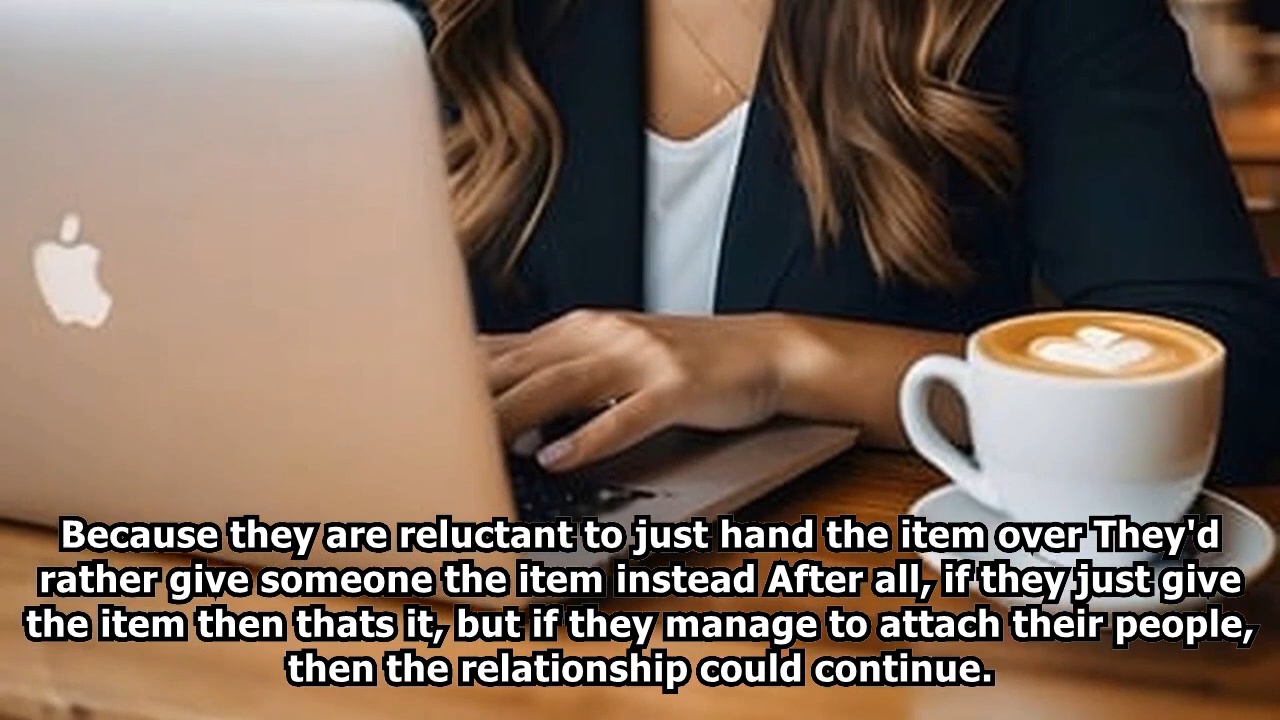 Because they are reluctant to just hand the item over They'd
rather give someone the item instead After all, if they just give
the item then thats it, but if they manage to attach their people,
then the relationship could continue.